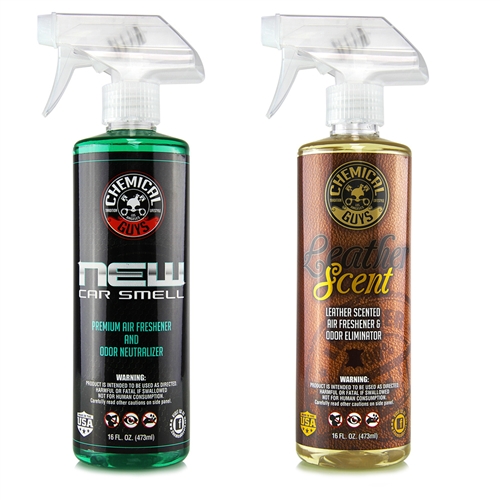 CHEMICAL
GUYS
NEW
CAR SMELL
PREMIUM AIR FRESHENER
AND
ODOR NEUTRALIZER
WARNING:
PRODUCT IS INTENDED TO BE USED AS DIRECTED.
HARMFUL OR FATAL IF SWALLOWED
NOT FOR HUMAN CONSUMPTION.
Carefully read other cautions on side panel.
USA
16 FL. OZ. (473ml)
CHEMICAL
GUYS
Leather
Scent
LEATHER SCENTED
AIR FRESHENER &
ODOR ELIMINATOR
WARNING:
PRODUCT IS INTENDED TO BE USED AS DIRECTED.
HARMFUL OR FATAL IF SWALLOWED
NOT FOR HUMAN CONSUMPTION.
Carefully read other cautions on side panel.
USA
16 FL. OZ. (473ml)